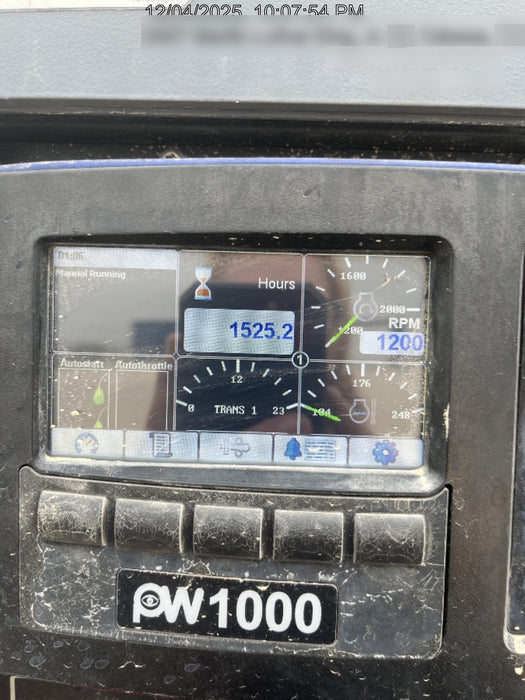 12/04/2025 10:07:54 PM
01:06
Manual Running
Hours
1525.2
1600
2000
1200
RPM
1200
Autostart Autothrottle
12
0 TRANS 1 23
1
176
104
248
PW1000